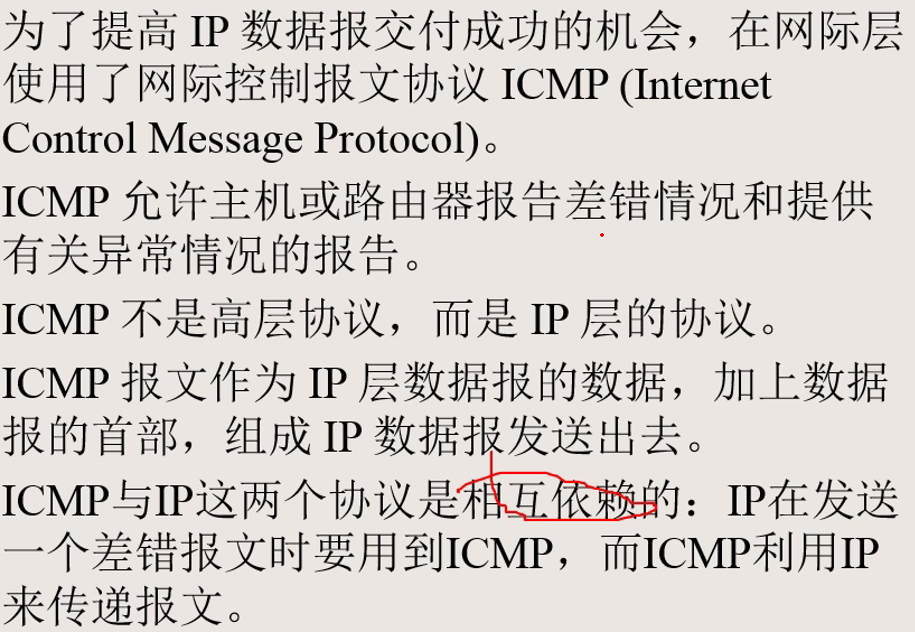 为了提高 IP 数据报交付成功的机会，在网际层
使用了网际控制报文协议 ICMP (Internet
Control Message Protocol)。
ICMP 允许主机或路由器报告差错情况和提供
有关异常情况的报告。
ICMP 不是高层协议，而是 IP 层的协议。
ICMP 报文作为 IP 层数据报的数据，加上数据
报的首部，组成 IP 数据报发送出去。
ICMP与IP这两个协议是相互依赖的：IP在发送
一个差错报文时要用到ICMP，而ICMP利用IP
来传递报文。